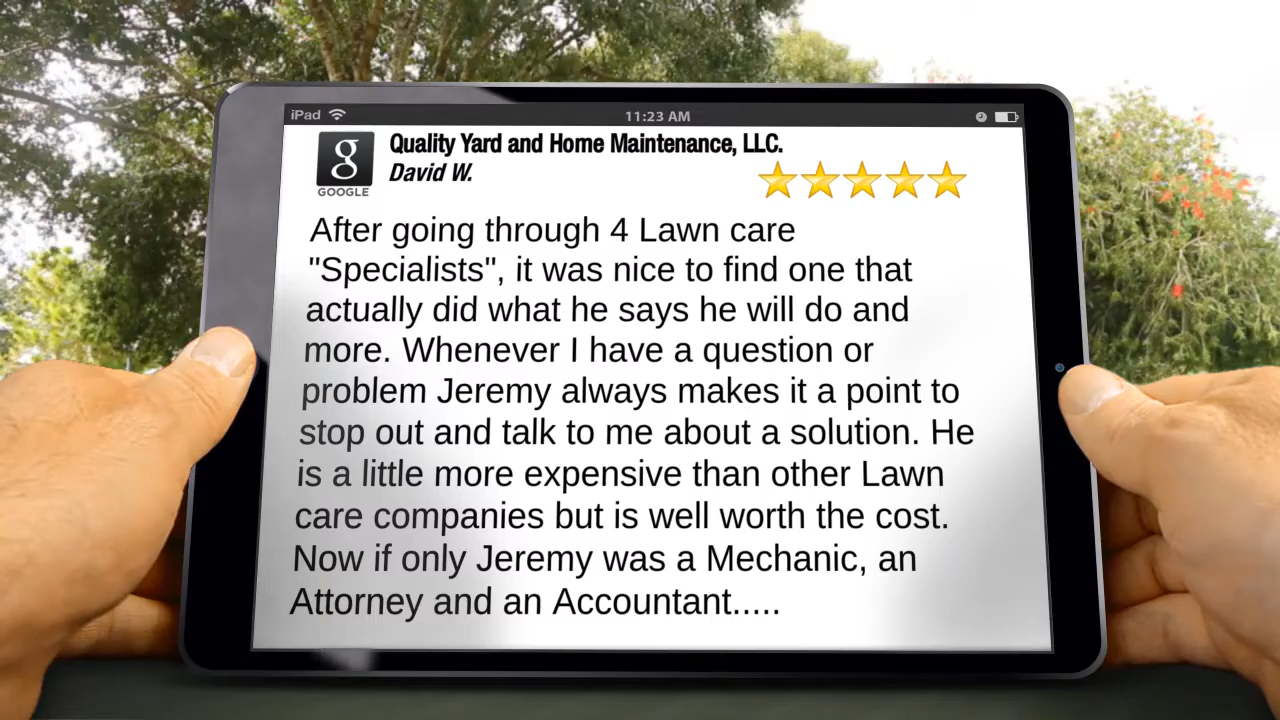 iPad 11:23 AM
g
GOOGLE
Quality Yard and Home Maintenance, LLC.
David W.
After going through 4 Lawn care
"Specialists", it was nice to find one that
actually did what he says he will do and
more. Whenever I have a question or
problem Jeremy always makes it a point to
stop out and talk to me about a solution. He
is a little more expensive than other Lawn
care companies but is well worth the cost.
Now if only Jeremy was a Mechanic, an
Attorney and an Accountant.....